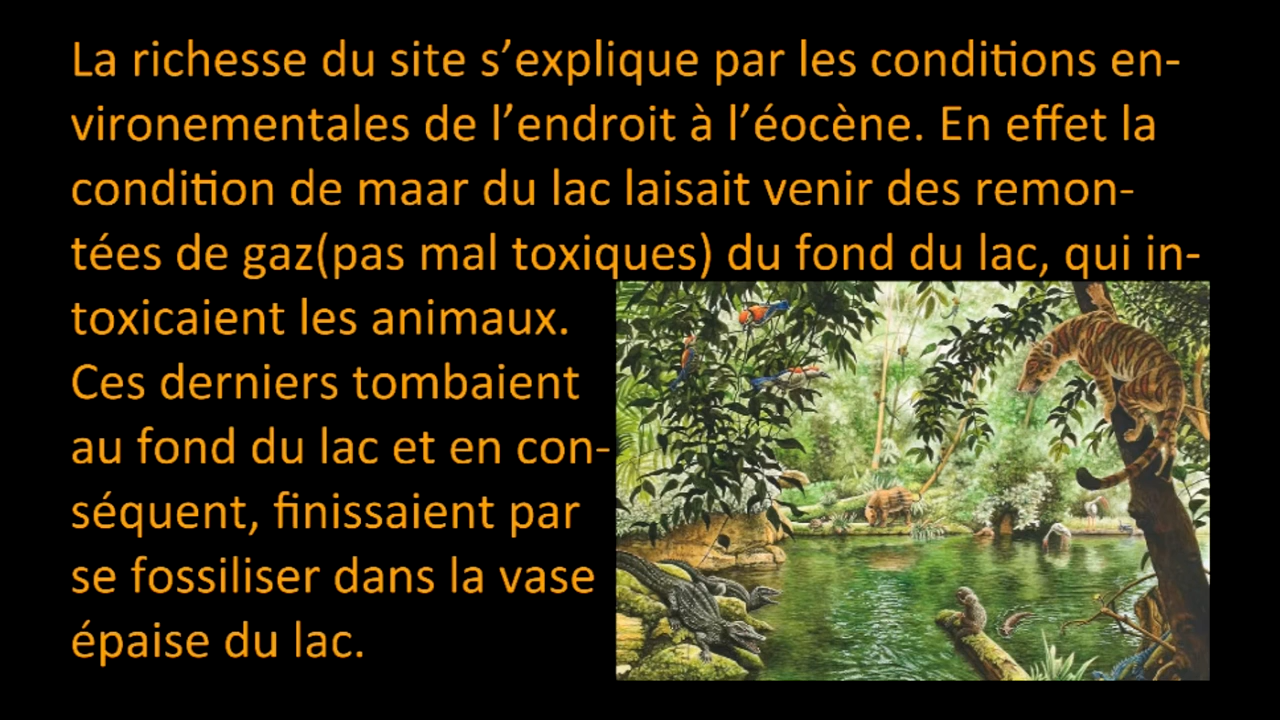 La richesse du site s’explique par les conditions en-
vironementales de l’endroit à l’éocène. En effet la
condition de maar du lac laisait venir des remon-
tées de gaz(pas mal toxiques) du fond du lac, qui in-
toxicaient les animaux.
Ces derniers tombaient
au fond du lac et en con-
séquent, finissaient par
se fossiliser dans la vase
épaise du lac.